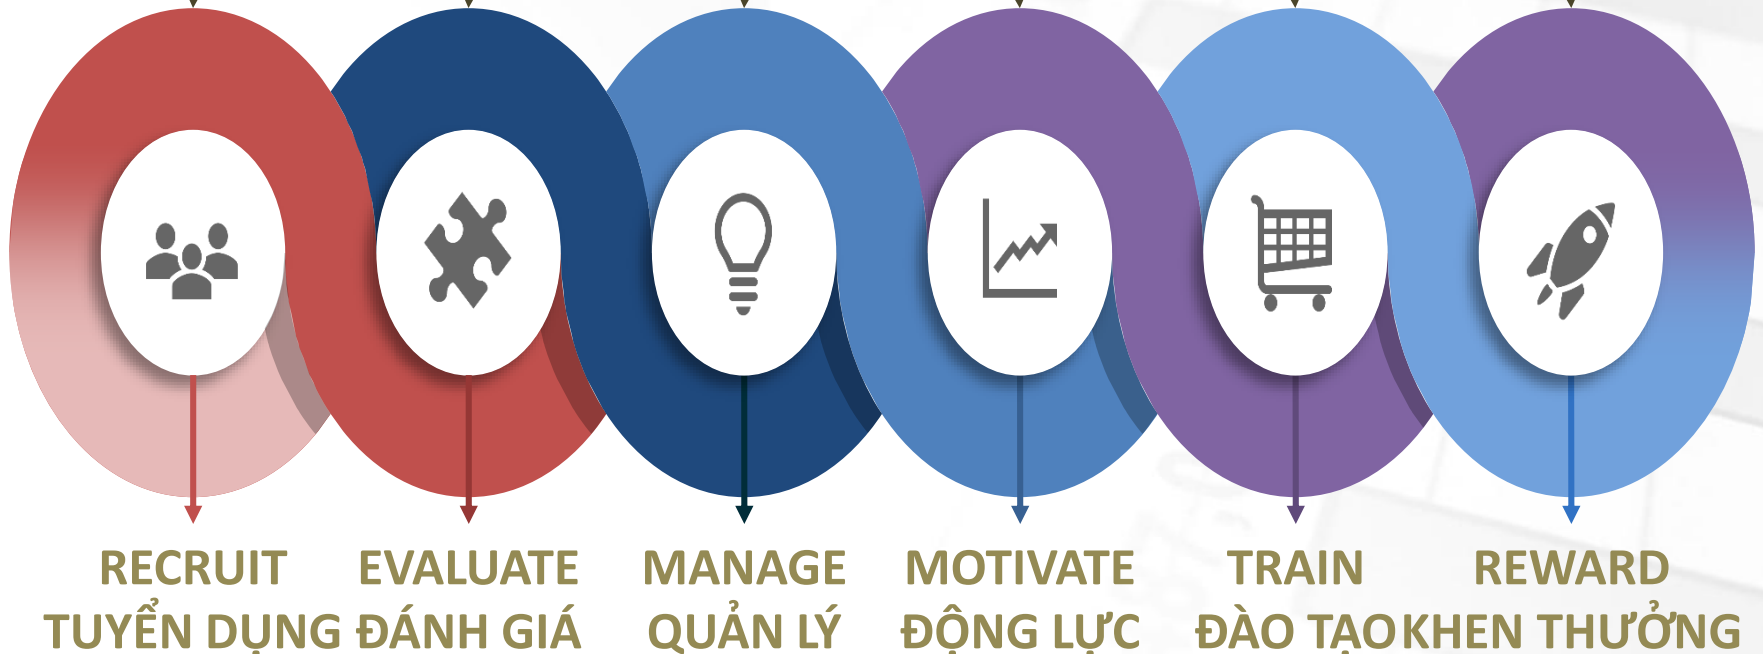 RECRUIT EVALUATE MANAGE MOTIVATE TRAIN REWARD
TUYỂN DỤNG ĐÁNH GIÁ QUẢN LÝ ĐỘNG LỰC ĐÀO TẠO KHEN THƯỞNG